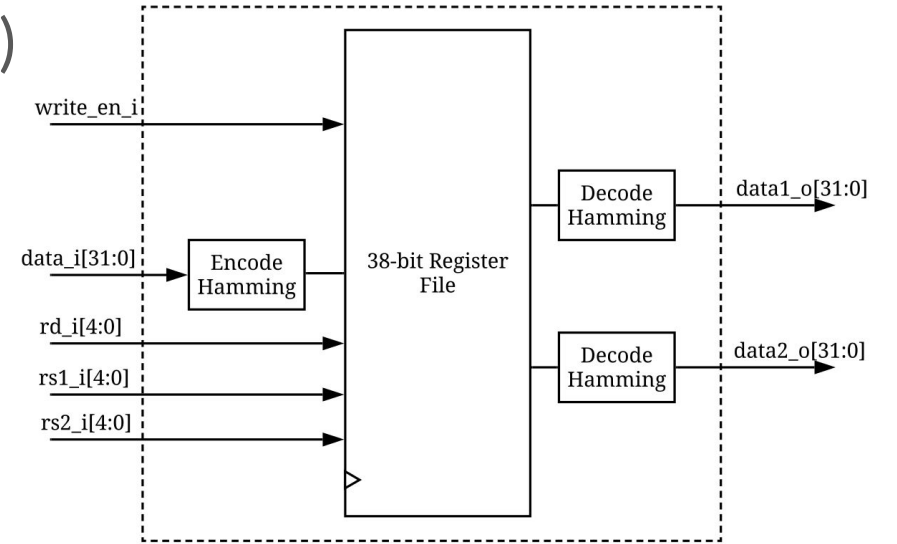 )
write_en_i
data_i[31:0]
Encode
Hamming
rd_i[4:0]
rs1_i[4:0]
rs2_i[4:0]
38-bit Register
File
Decode
Hamming
data1_o[31:0]
Decode
Hamming
data2_o[31:0]